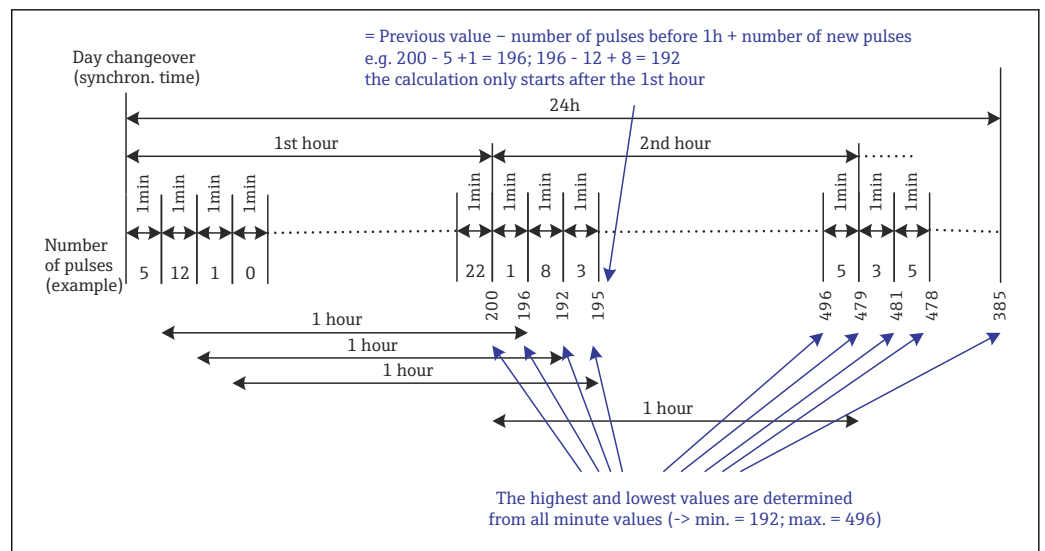 = Previous value – number of pulses before 1h + number of new pulses
e.g. 200 - 5 +1 = 196; 196 - 12 + 8 = 192
the calculation only starts after the 1st hour
Day changeover
(synchron. time)
24h
1st hour
2nd hour
1min
1min
1min
1min
1min
1min
1min
1min
1min
1min
1min
Number
of pulses
(example)
5
12
1
0
22
1
8
3
5
3
5
200
196
192
195
496
479
481
478
385
1 hour
1 hour
1 hour
1 hour
The highest and lowest values are determined
from all minute values (-> min. = 192; max. = 496)